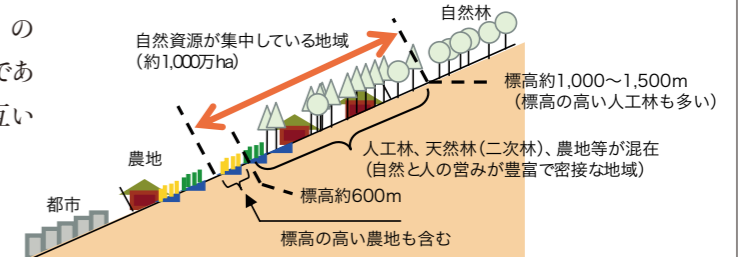 の
であ
互い
自然林
自然資源が集中している地域
(約1,000万ha)
標高約1,000～1,500m
(標高の高い人工林も多い)
人工林、天然林(二次林)、農地等が混在
(自然と人の営みが豊富で密接な地域)
農地
標高約600m
都市
標高の高い農地も含む